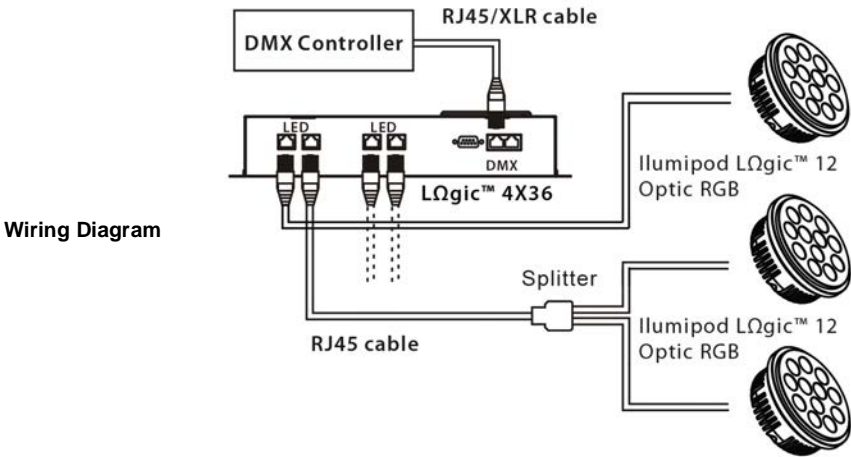 RJ45/XLR cable
DMX Controller
LED
LED
DMX
LΩgic™ 4X36
Ilumipod LΩgic™ 12
Optic RGB
Wiring Diagram
Splitter
RJ45 cable
Ilumipod LΩgic™ 12
Optic RGB